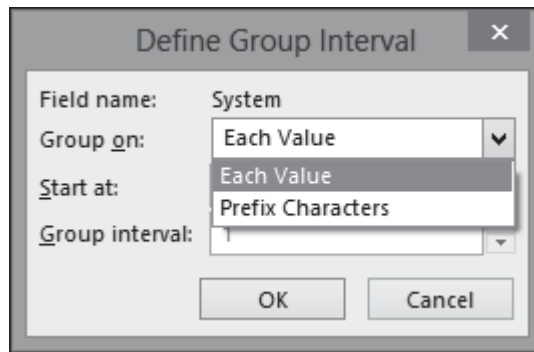 Define Group Interval
Field name: System
Group on: Each Value
Each Value
Start at:
Prefix Characters
Group interval: 1
OK Cancel